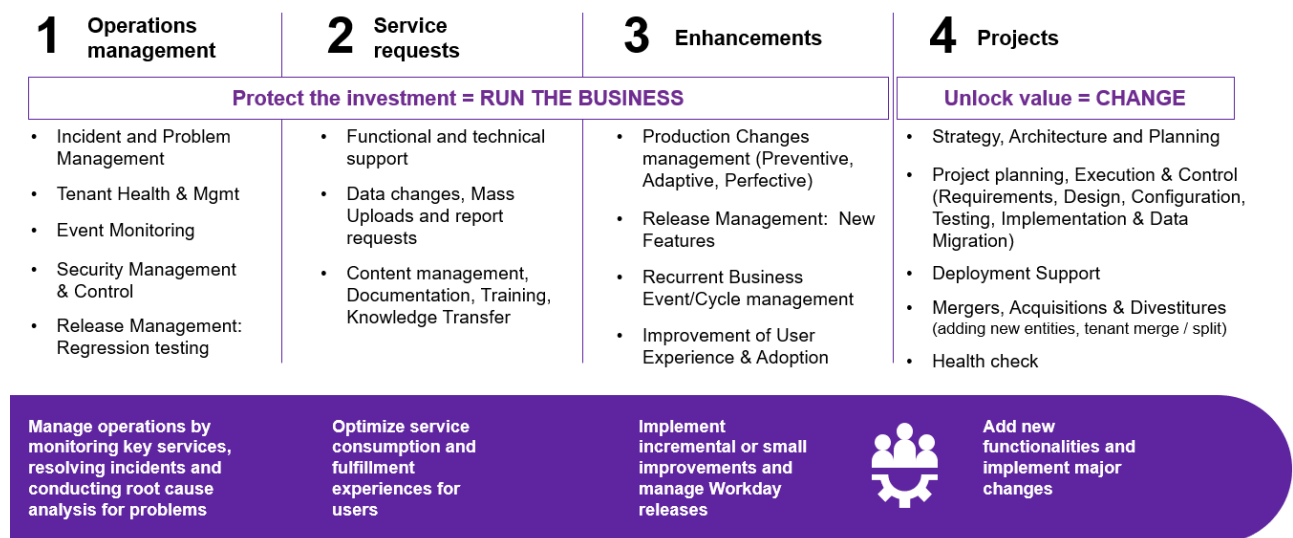 1
Operations
management
2
Service
requests
3
Enhancements
4
Projects
Protect the investment = RUN THE BUSINESS
Unlock value = CHANGE
• Incident and Problem
Management
• Tenant Health & Mgmt
• Event Monitoring
• Security Management
& Control
• Release Management:
Regression testing
• Functional and technical
support
• Data changes, Mass
Uploads and report
requests
• Content management,
Documentation, Training,
Knowledge Transfer
• Production Changes
management (Preventive,
Adaptive, Perfective)
• Release Management:  New
Features
• Recurrent Business
Event/Cycle management
• Improvement of User
Experience & Adoption
• Strategy, Architecture and Planning
• Project planning, Execution & Control
(Requirements, Design, Configuration,
Testing, Implementation & Data
Migration)
• Deployment Support
• Mergers, Acquisitions & Divestitures
(adding new entities, tenant merge / split)
• Health check
Manage operations by
monitoring key services,
resolving incidents and
conducting root cause
analysis for problems
Optimize service
consumption and
fulfillment
experiences for
users
Implement
incremental or small
improvements and
manage Workday
releases
Add new
functionalities and
implement major
changes